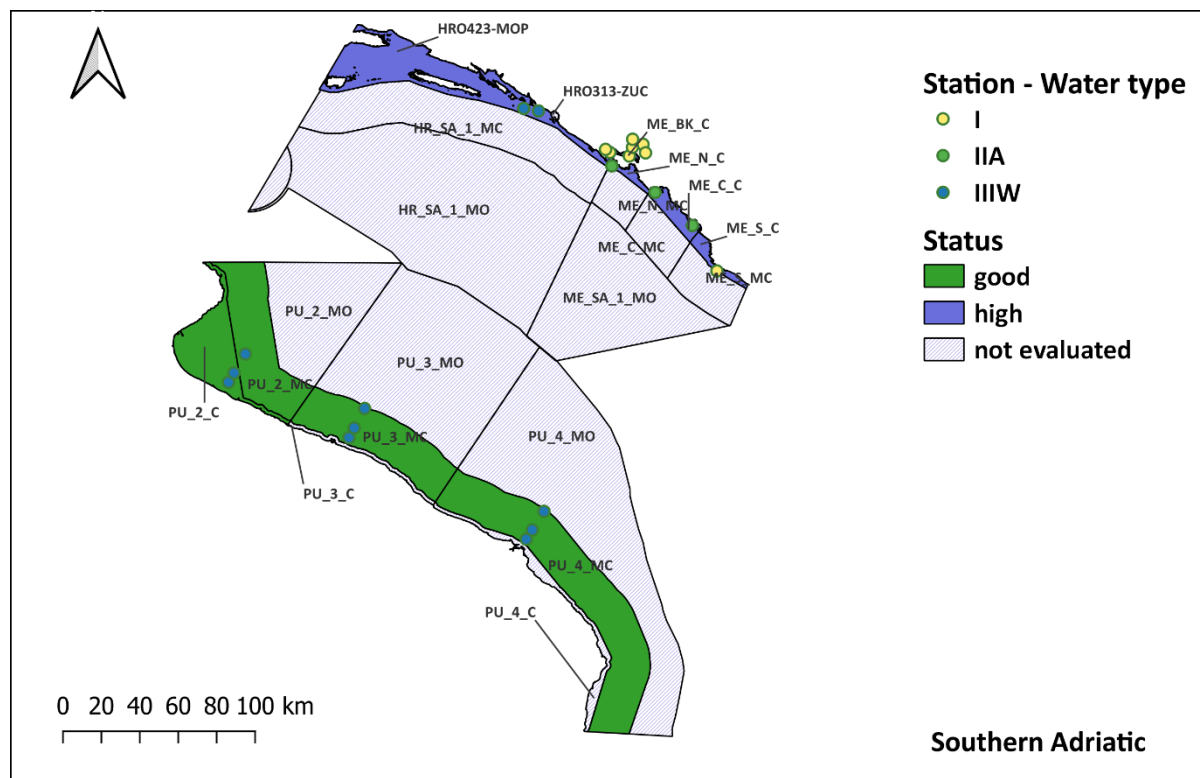 HRO423-MOP
HRO313-ZUC
HR_SA_1_MC
ME_BK_C
ME_N_C
ME_C_C
HR_SA_1_MO
ME_N_MC
ME_S_C
ME_C_MC
ME_S_MC
ME_SA_1_MO
PU_2_MO
PU_3_MO
PU_2_MC
PU_2_C
PU_3_MC
PU_4_MO
PU_3_C
PU_4_MC
PU_4_C
Station - Water type
I
IIA
IIIW
Status
good
high
not evaluated
0 20 40 60 80 100 km
Southern Adriatic